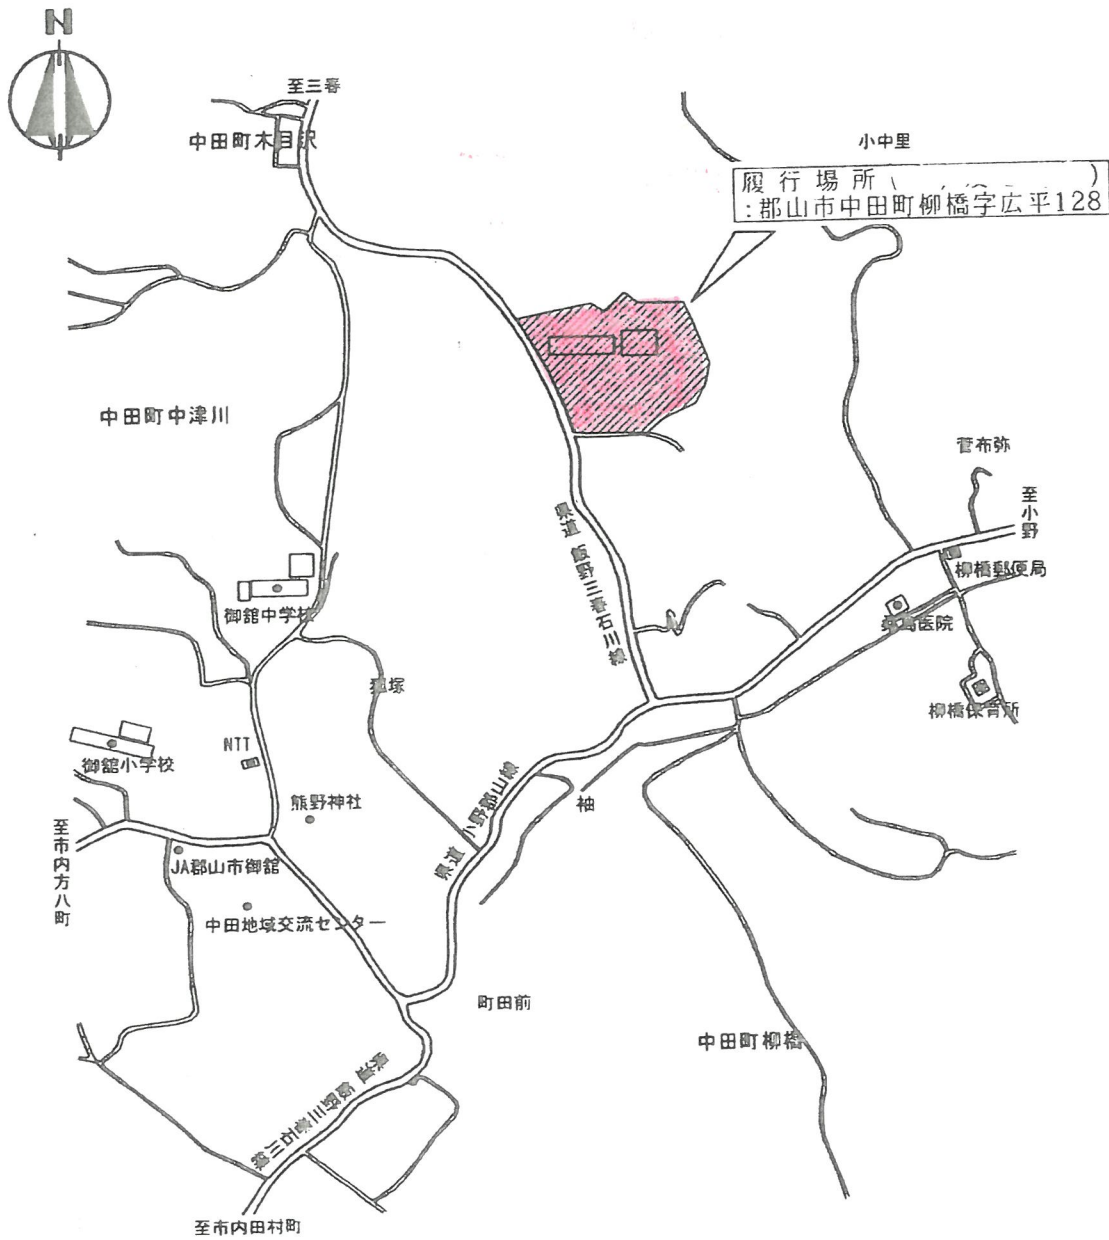 N
至三春
中田町木目沢
小中里
履行場所(
)
:郡山市中田町柳橋字広平128
中田町中津川
菅布弥
至小野
県道 飯野三春石川線
柳橋郵便局
医院
御舘中学校
塚
柳橋保育所
NTT
御舘小学校
熊野神社
袖
県道 小野郡山線
至市内方八町
JA郡山市御舘
中田地域交流センター
町田前
中田町柳橋
県道 飯野三春石川線
至市内田村町